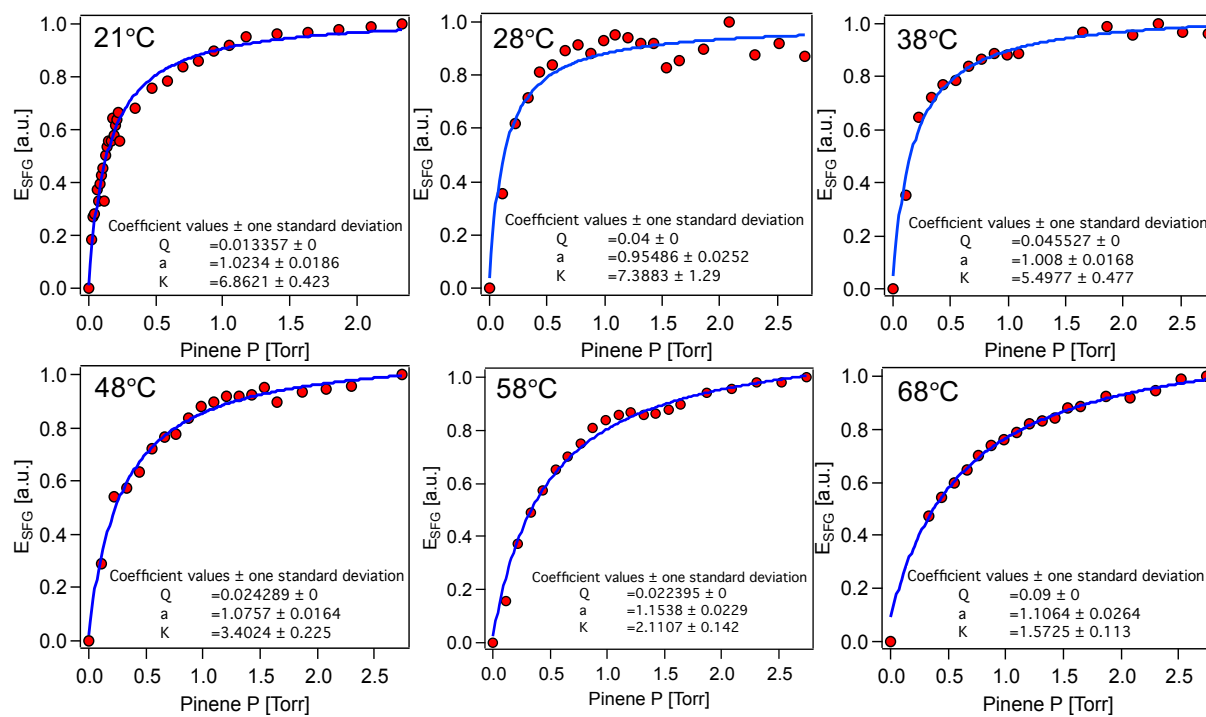 21°C
E_SFG [a.u.]
1.0
0.8
0.6
0.4
0.2
0.0
Coefficient values ± one standard deviation
Q =0.013357 ± 0
a =1.0234 ± 0.0186
K =6.8621 ± 0.423
0.0 0.5 1.0 1.5 2.0
Pinene P [Torr]
28°C
E_SFG [a.u.]
1.0
0.8
0.6
0.4
0.2
0.0
Coefficient values ± one standard deviation
Q =0.04 ± 0
a =0.95486 ± 0.0252
K =7.3883 ± 1.29
0.0 0.5 1.0 1.5 2.0 2.5
Pinene P [Torr]
38°C
E_SFG [a.u.]
1.0
0.8
0.6
0.4
0.2
0.0
Coefficient values ± one standard deviation
Q =0.045527 ± 0
a =1.008 ± 0.0168
K =5.4977 ± 0.477
0.0 0.5 1.0 1.5 2.0 2.5
Pinene P [Torr]
48°C
E_SFG [a.u.]
1.0
0.8
0.6
0.4
0.2
0.0
Coefficient values ± one standard deviation
Q =0.024289 ± 0
a =1.0757 ± 0.0164
K =3.4024 ± 0.225
0.0 0.5 1.0 1.5 2.0 2.5
Pinene P [Torr]
58°C
E_SFG [a.u.]
1.0
0.8
0.6
0.4
0.2
0.0
Coefficient values ± one standard deviation
Q =0.022395 ± 0
a =1.1538 ± 0.0229
K =2.1107 ± 0.142
0.0 0.5 1.0 1.5 2.0 2.5
Pinene P [Torr]
68°C
E_SFG [a.u.]
1.0
0.8
0.6
0.4
0.2
0.0
Coefficient values ± one standard deviation
Q =0.09 ± 0
a =1.1064 ± 0.0264
K =1.5725 ± 0.113
0.0 0.5 1.0 1.5 2.0 2.5
Pinene P [Torr]